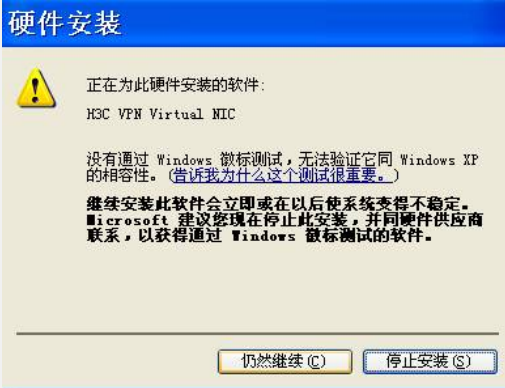 硬件安装
正在为此硬件安装的软件:
H3C VPN Virtual NIC
没有通过 Windows 徽标测试，无法验证它同 Windows XP
的相容性。(告诉我为什么这个测试很重要。)
继续安装此软件会立即或在以后使系统变得不稳定。
Microsoft 建议您现在停止此安装，并同硬件供应商
联系，以获得通过 Windows 徽标测试的软件。
仍然继续(C)
停止安装(S)